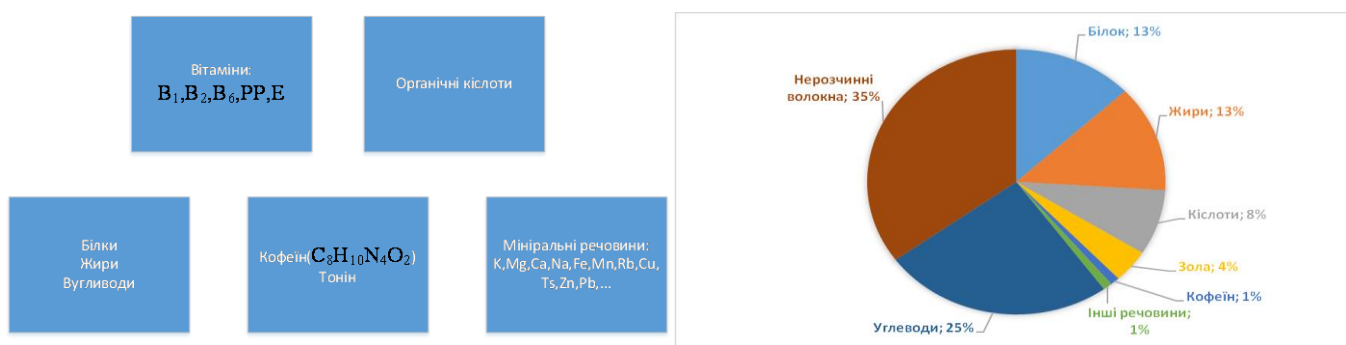 Вітаміни:
B₁,B₂,B₆,PP,E
Органічні кіслоти
Білки
Жири
Вугливоди
Кофеїн(C₈H₁₀N₄O₂)
Тонін
Мініральні речовини:
K,Mg,Ca,Na,Fe,Mn,Rb,Cu,
Ts,Zn,Pb,...
Білок; 13%
Нерозчинні
волокна; 35%
Жири; 13%
Кіслоти; 8%
Зола; 4%
Кофеїн; 1%
Інші речовини;
1%
Углеводи; 25%